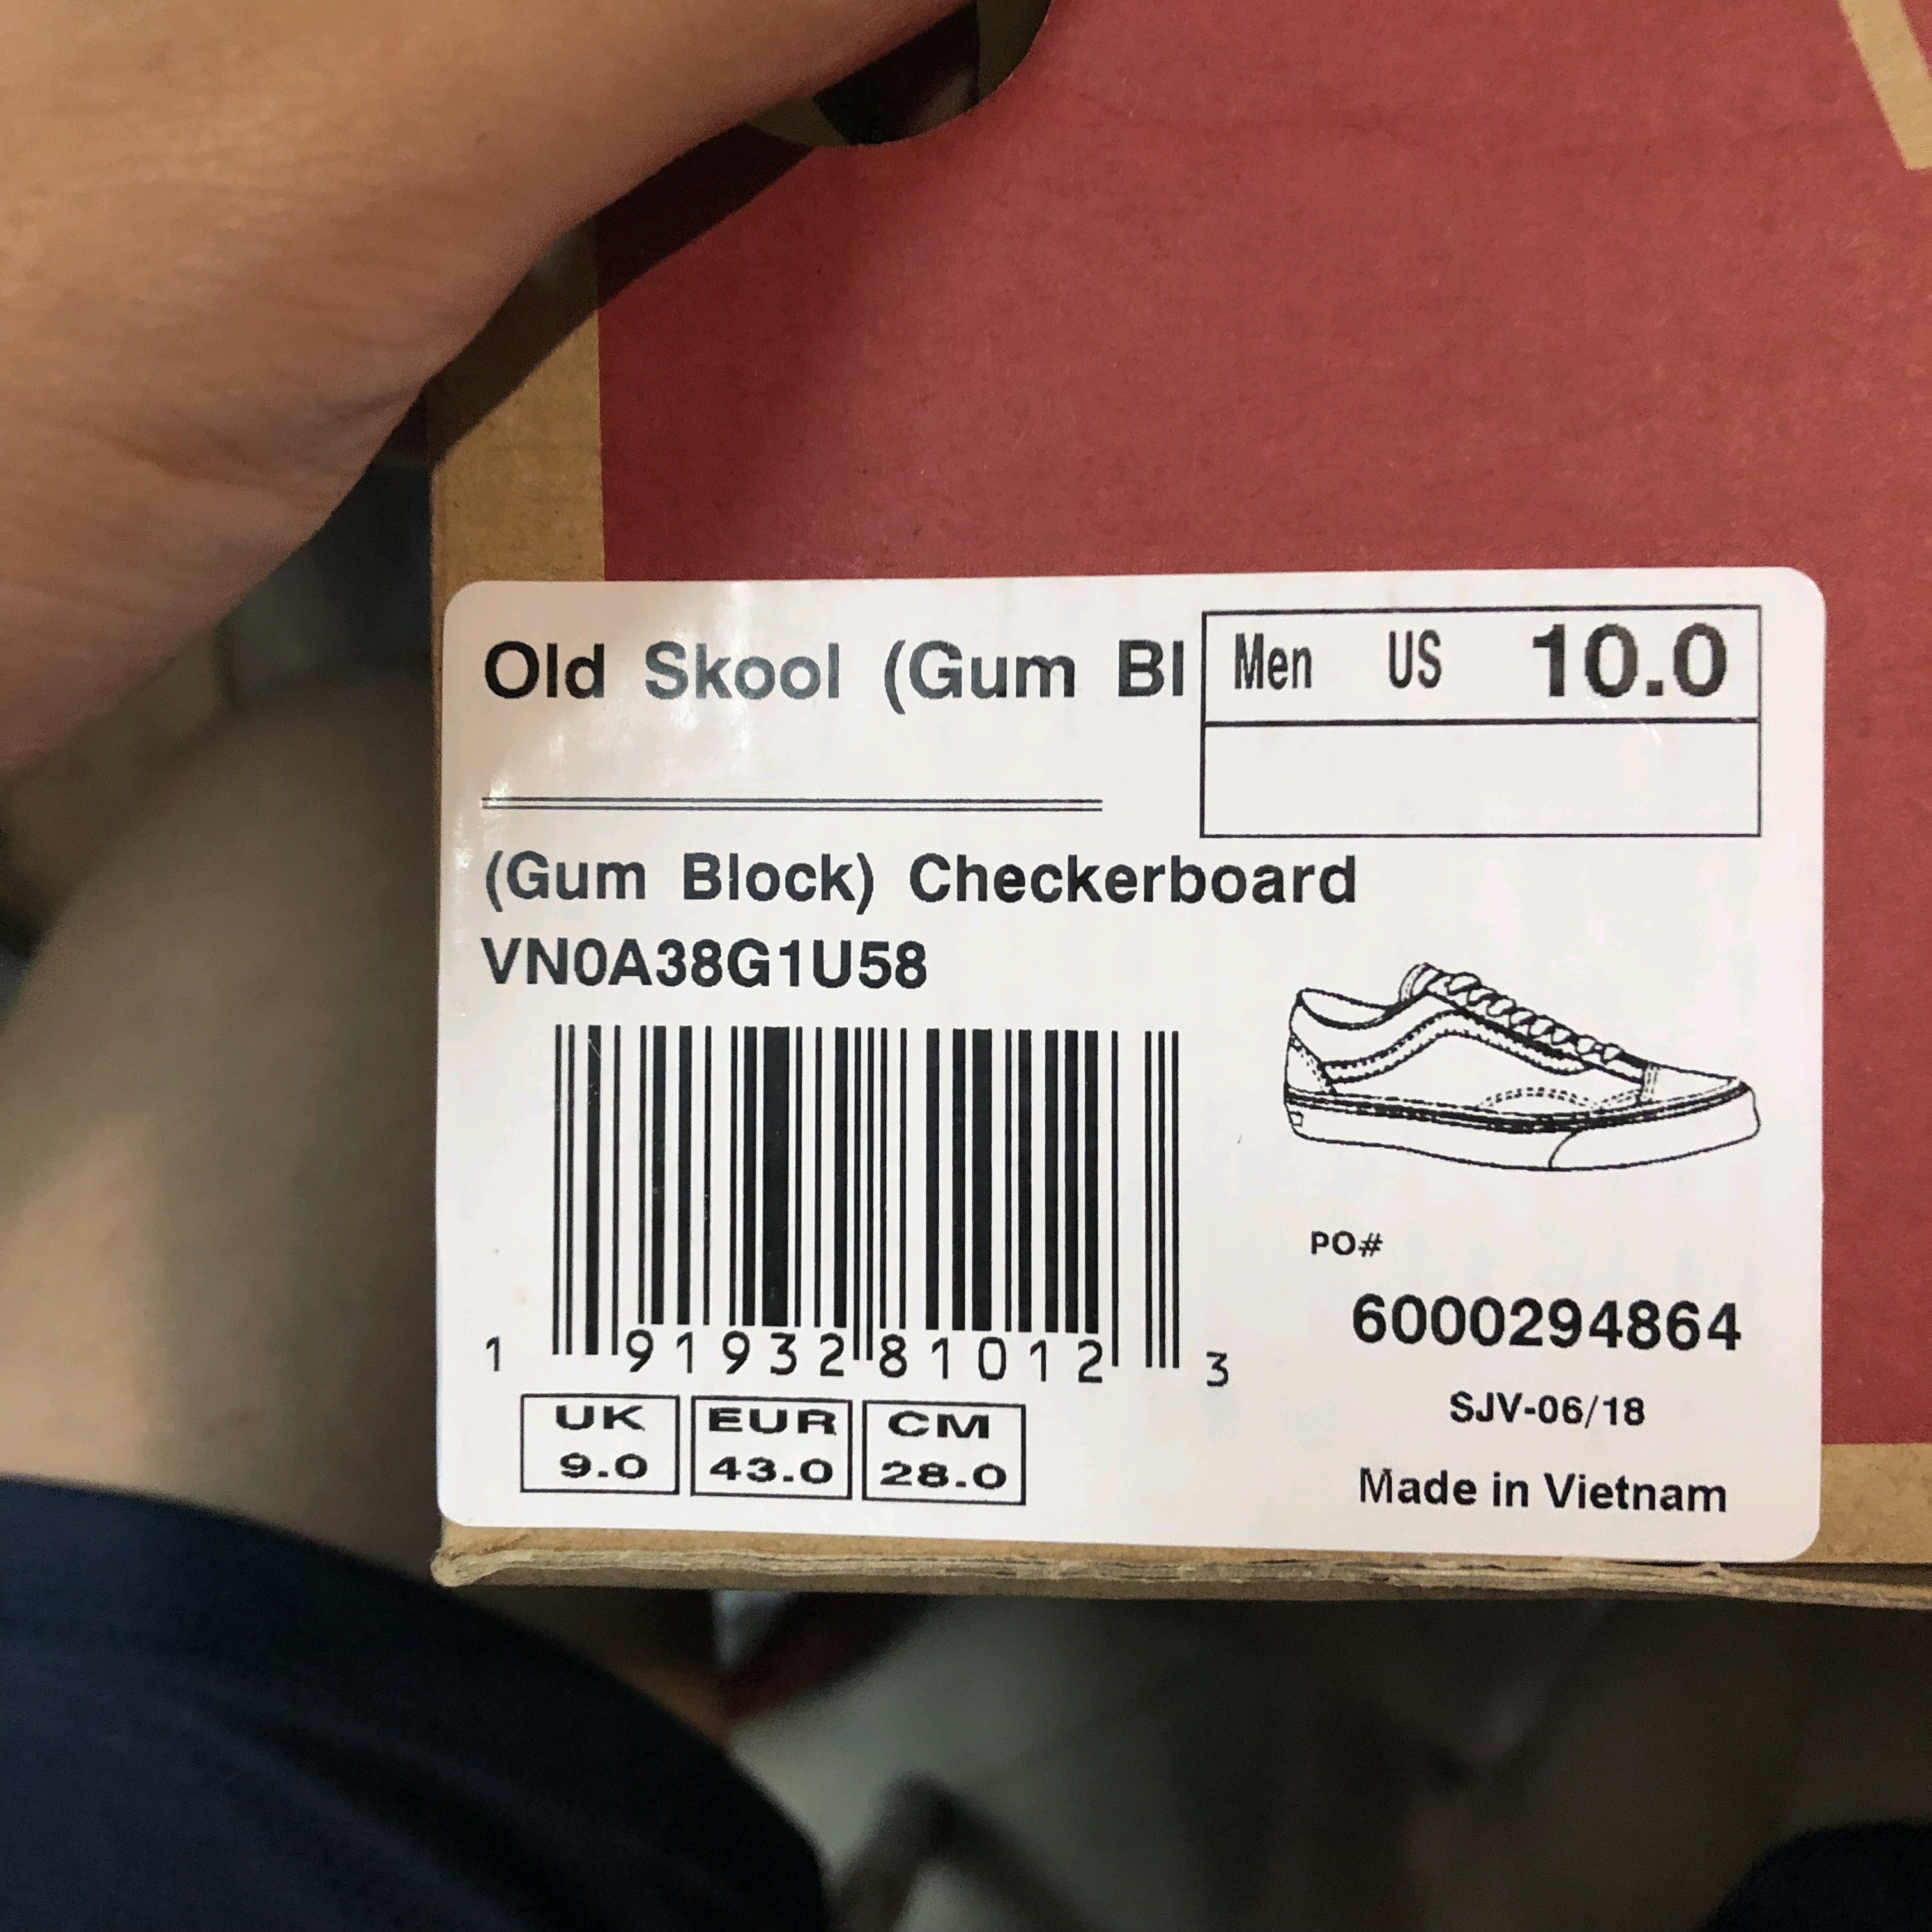 Old Skool (Gum Bl
Men US 10.0
(Gum Block) Checkerboard
VN0A38G1U58
1 91932 81012 3
PO#
6000294864
SJV-06/18
Made in Vietnam
UK EUR CM
9.0 43.0 28.0